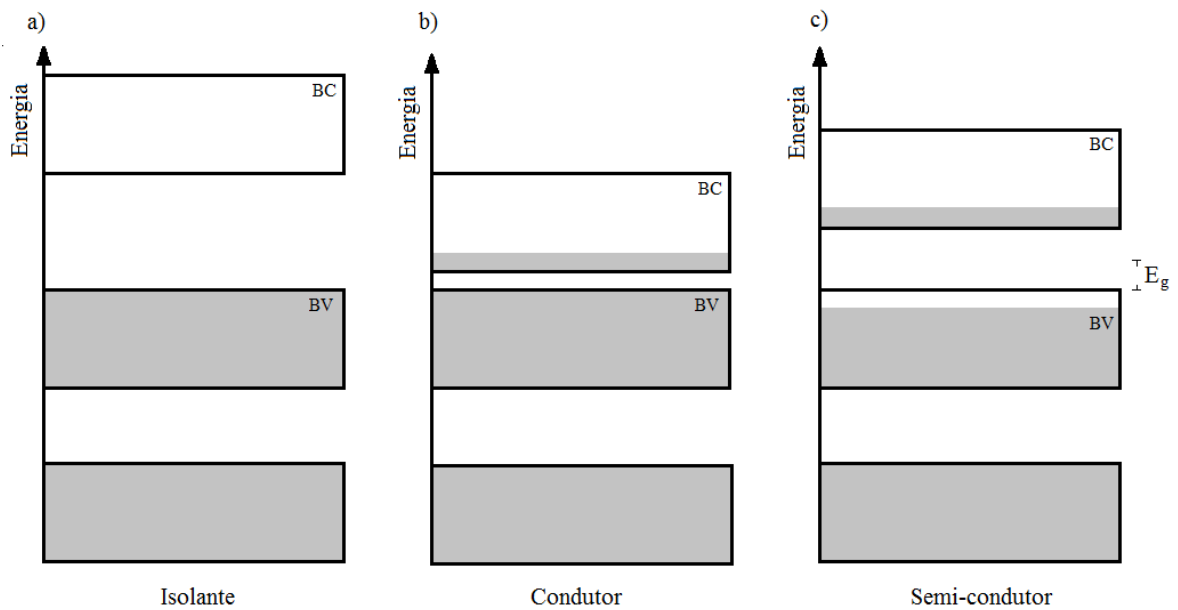 a)
Energia
BC
BV
Isolante
b)
Energia
BC
BV
Condutor
c)
Energia
BC
BV
Eg
Semi-condutor